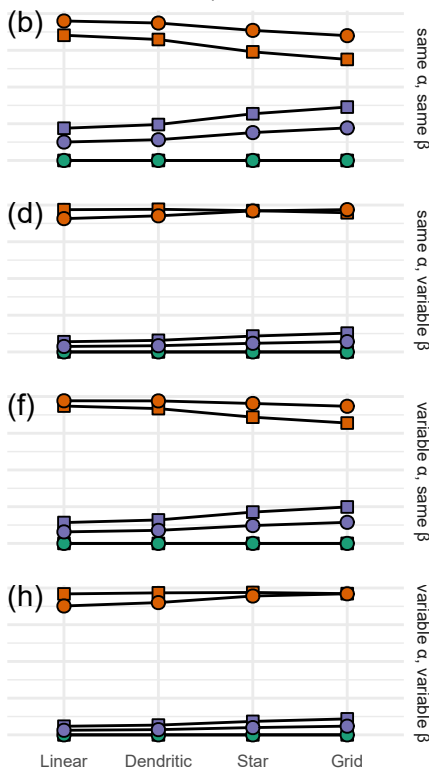 (b)
same α, same β
(d)
same α, variable β
(f)
variable α, same β
(h)
variable α, variable β
Linear Dendritic Star Grid